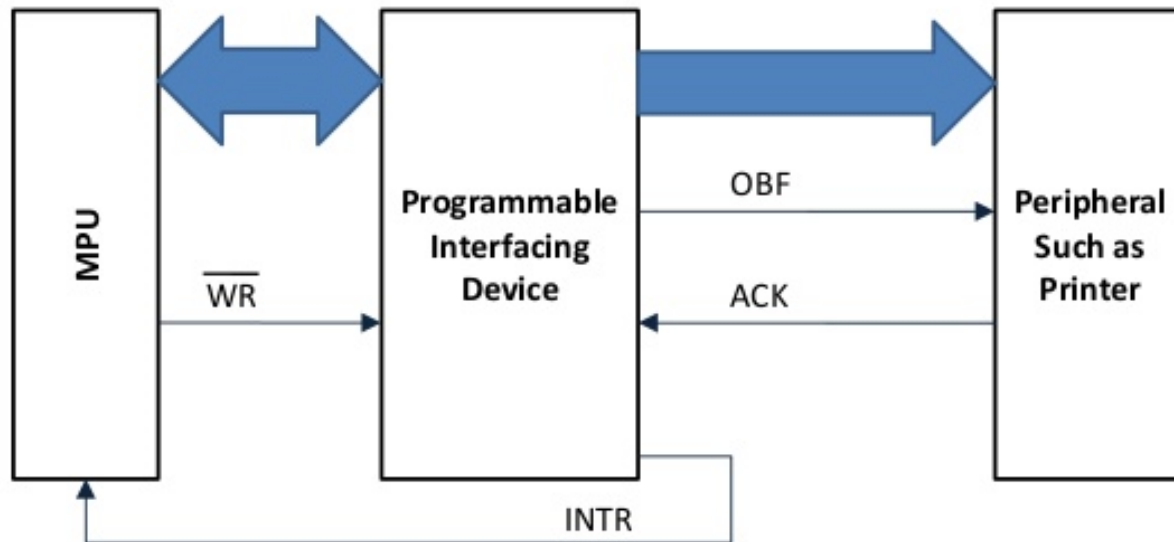 MPU
WR
Programmable
Interfacing
Device
OBF
ACK
Peripheral
Such as
Printer
INTR